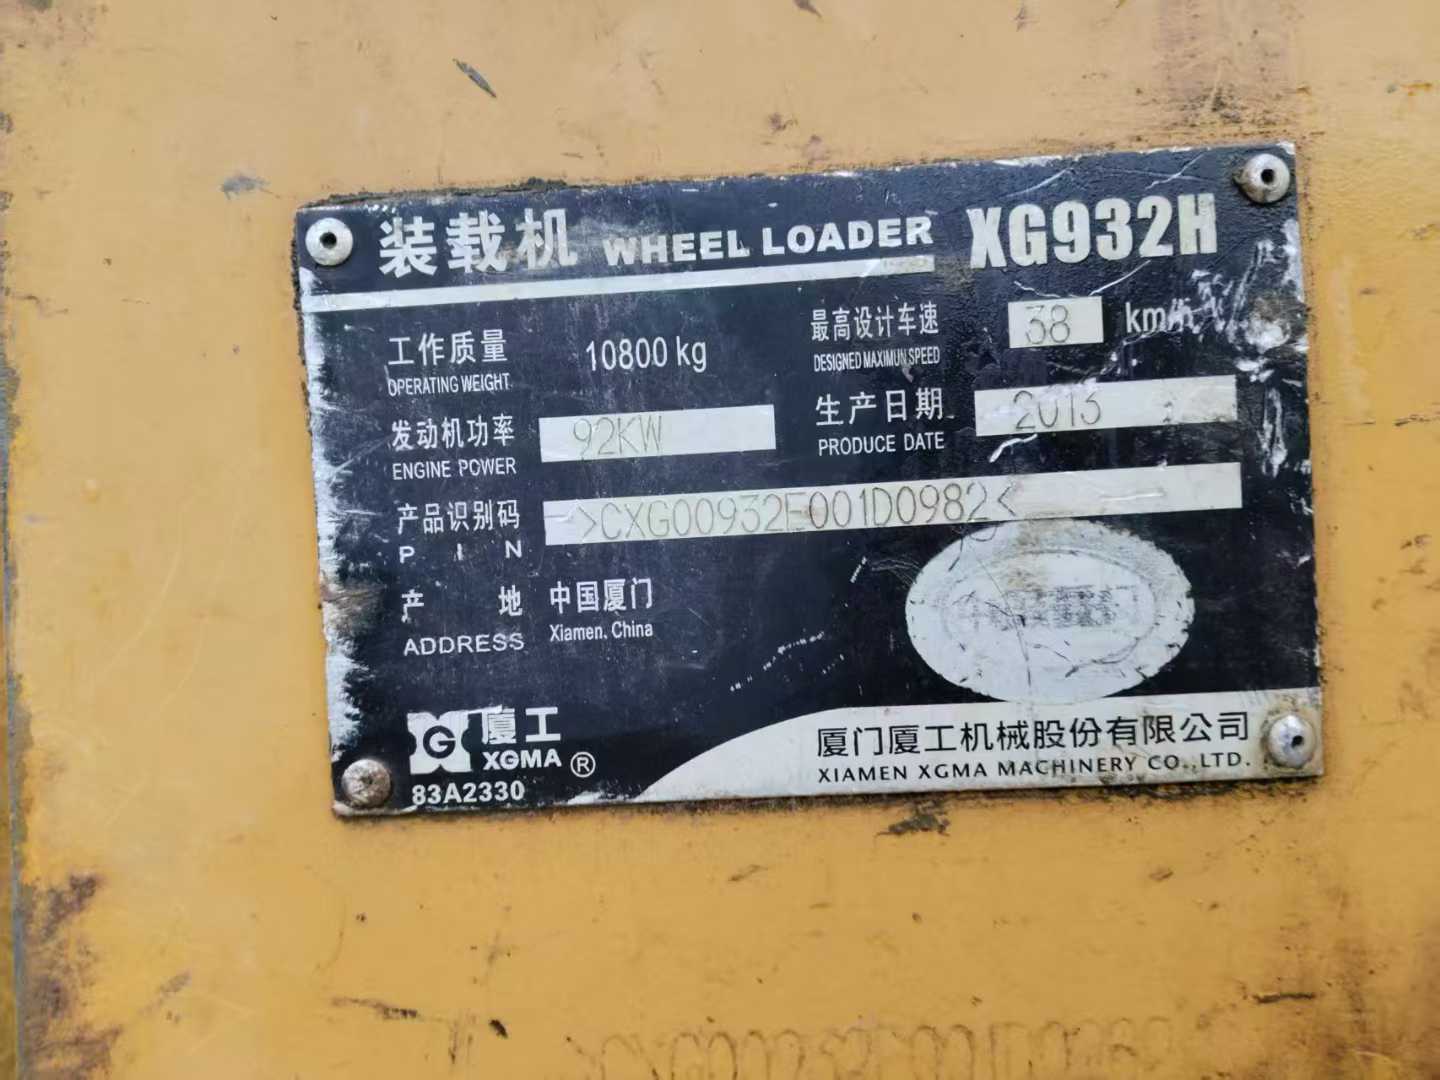 装载机 WHEEL LOADER XG932H
工作质量 10800 kg 最高设计车速 38 km/h
OPERATING WEIGHT DESIGNED MAXIMUN SPEED
发动机功率 92KW 生产日期 2013
ENGINE POWER PRODUCE DATE
产品识别码 >CXG00932E001D0982<
P I N
产 地 中国厦门
ADDRESS Xiamen, China
厦工
XGMA ®
83A2330
厦门厦工机械股份有限公司
XIAMEN XGMA MACHINERY CO.,LTD.
>CXG00932E001D0982